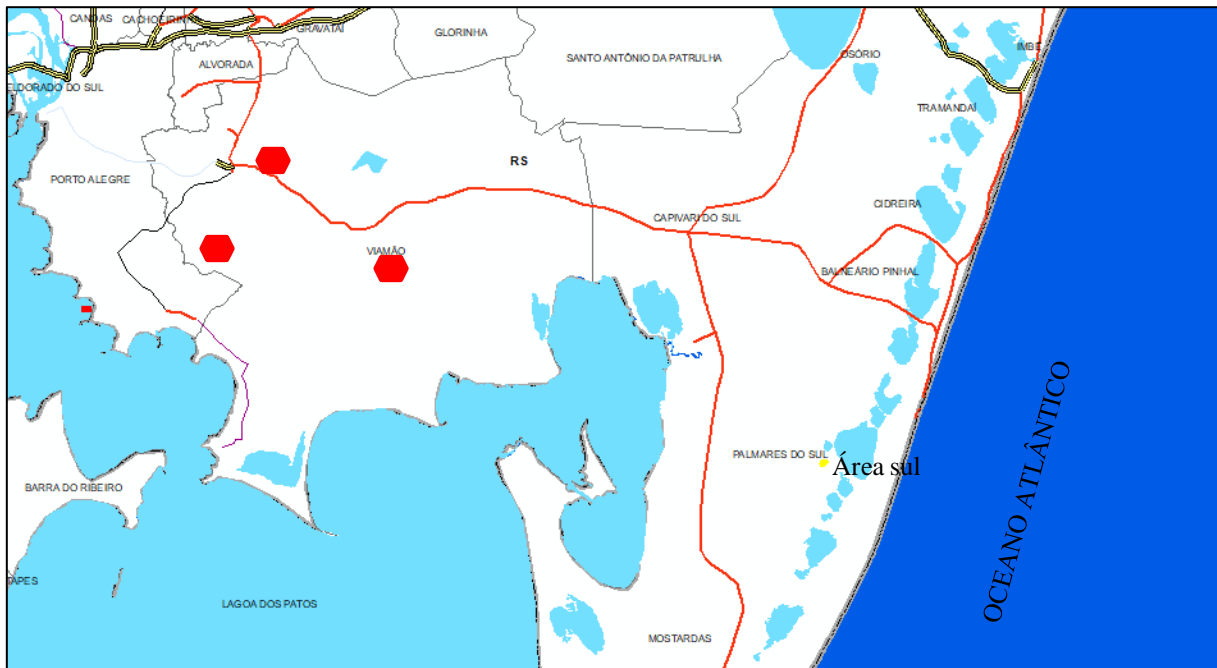 CANOAS
CACHOEIRINHA
GRAVATAÍ
GLORINHA
SANTO ANTÔNIO DA PATRULHA
OSÓRIO
IMBÉ
ALVORADA
ELDORADO DO SUL
TRAMANDAÍ
RS
PORTO ALEGRE
CIDREIRA
CAPIVARI DO SUL
VIAMÃO
BALNEÁRIO PINHAL
OCEANO ATLÂNTICO
PALMARES DO SUL
Área sul
BARRA DO RIBEIRO
TAPES
LAGOA DOS PATOS
MOSTARDAS